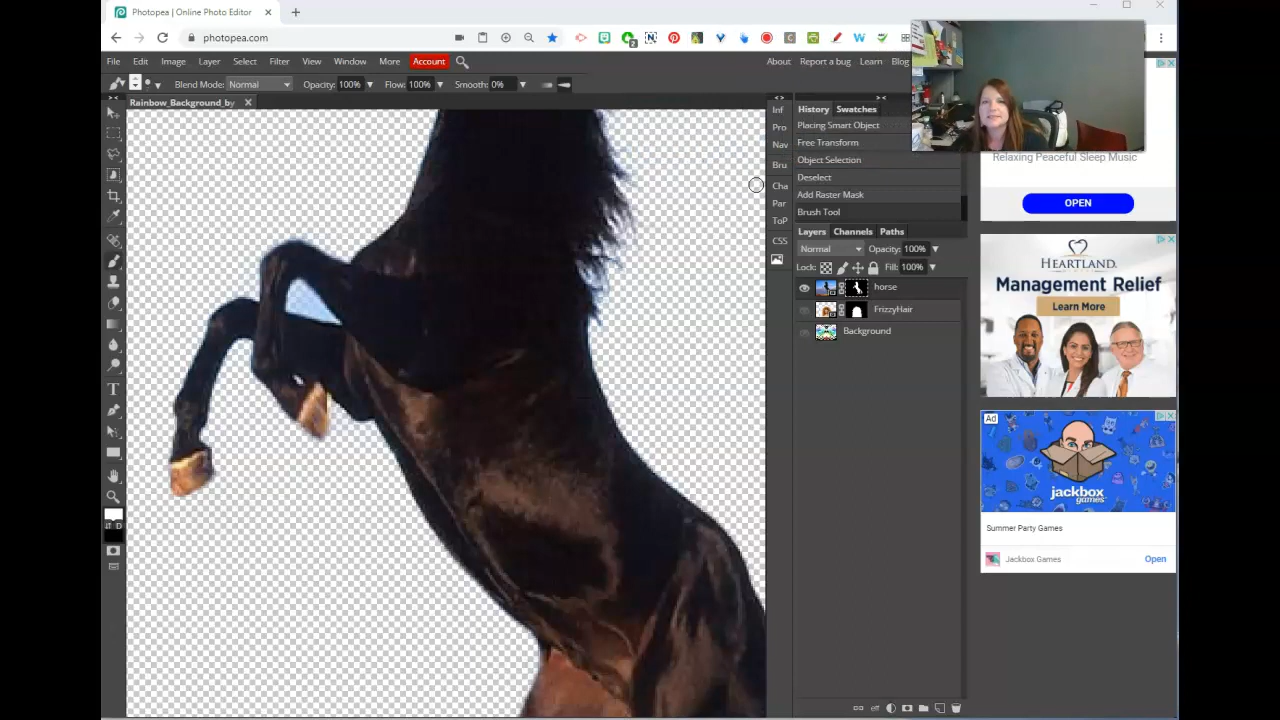 Photopea | Online Photo Editor
photopea.com
2
File Edit Image Layer Select Filter View Window More Account
About Report a bug Learn Blog
Blend Mode: Normal Opacity: 100% Flow: 100% Smooth: 0%
Rainbow_Background_by
Inf
Pro
Nav
Bru
Cha
Par
ToP
CSS
History Swatches
Placing Smart Object
Free Transform
Object Selection
Deselect
Add Raster Mask
Brush Tool
Layers Channels Paths
Normal Opacity: 100%
Lock: Fill: 100%
horse
FrizzyHair
Background
eff
D
Relaxing Peaceful Sleep Music
OPEN
HEARTLAND
Management Relief
Learn More
Ad
jackbox
games
Summer Party Games
Jackbox Games
Open